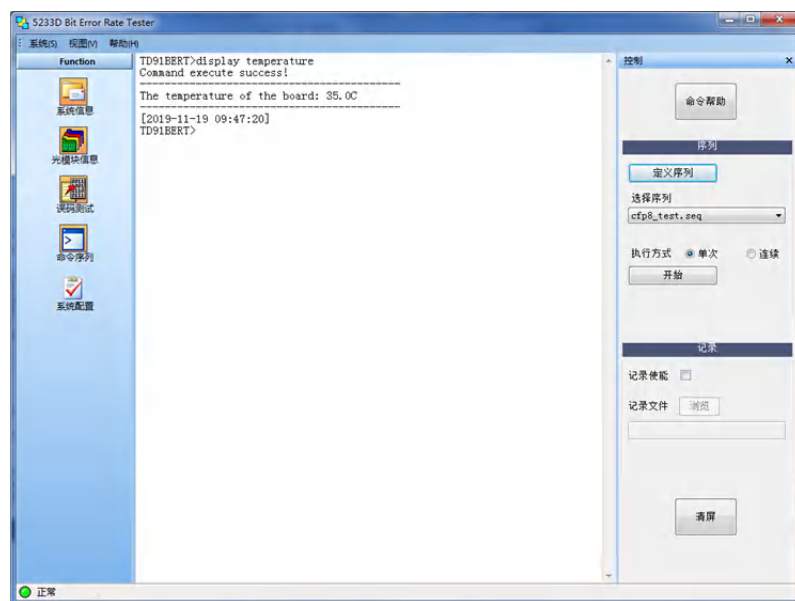 5233D Bit Error Rate Tester
系统(S) 视图(V) 帮助(H)
Function
系统信息
光模块信息
误码测试
命令序列
系统配置
TD91BERT>display temperature
Command execute success!
----------------------------------------
The temperature of the board: 35.0C
----------------------------------------
[2019-11-19 09:47:20]
TD91BERT>
控制
命令帮助
序列
定义序列
选择序列
cfp8_test.seq
执行方式 单次 连续
开始
记录
记录使能
记录文件 浏览
清屏
正常